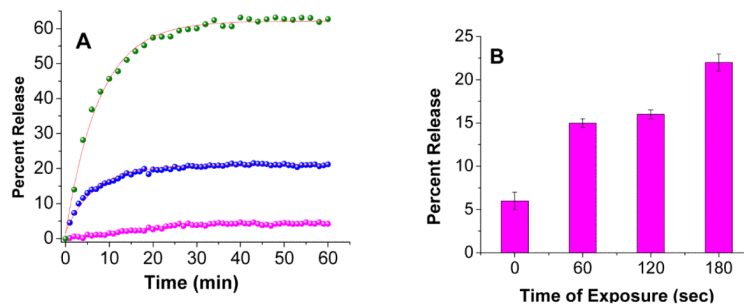 A
Percent Release
60
50
40
30
20
10
0
0 10 20 30 40 50 60
Time (min)
B
Percent Release
25
20
15
10
5
0
0 60 120 180
Time of Exposure (sec)